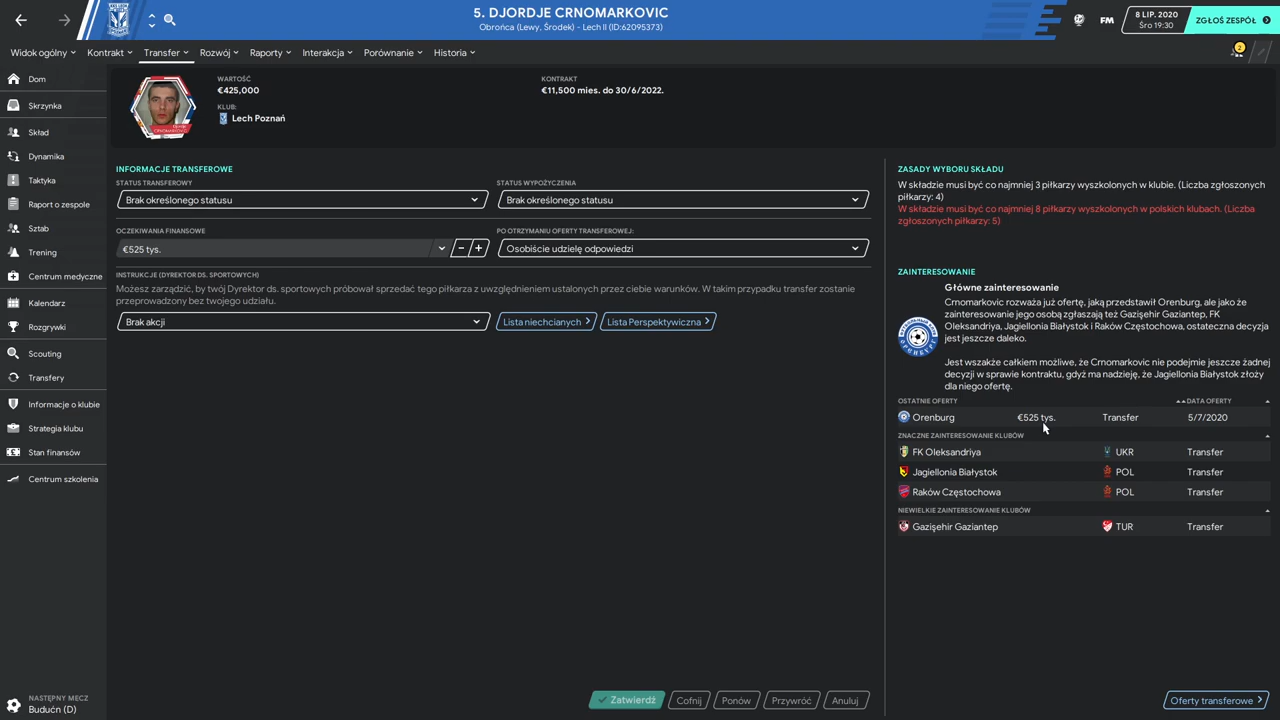 5. DJORDJE CRNOMARKOVIC
Obrońca (Lewy, Środek) - Lech II (ID:62095373)
FM
8 LIP. 2020
Śro 19:30
ZGŁOŚ ZESPÓŁ
Widok ogólny
Kontrakt
Transfer
Rozwój
Raporty
Interakcja
Porównanie
Historia
2
Dom
Skrzynka
Skład
Dynamika
Taktyka
Raport o zespole
Sztab
Trening
Centrum medyczne
Kalendarz
Rozgrywki
Scouting
Transfery
Informacje o klubie
Strategia klubu
Stan finansów
Centrum szkolenia
NASTĘPNY MECZ
Budućn (D)
WARTOŚĆ
€425,000
KLUB:
Lech Poznań
KONTRAKT
€11,500 mies. do 30/6/2022.
INFORMACJE TRANSFEROWE
STATUS TRANSFEROWY
Brak określonego statusu
STATUS WYPOŻYCZENIA
Brak określonego statusu
OCZEKIWANIA FINANSOWE
€525 tys.
PO OTRZYMANIU OFERTY TRANSFEROWEJ:
Osobiście udzielę odpowiedzi
INSTRUKCJE (DYREKTOR DS. SPORTOWYCH)
Możesz zarządzić, by twój Dyrektor ds. sportowych próbował sprzedać tego piłkarza z uwzględnieniem ustalonych przez ciebie warunków. W takim przypadku transfer zostanie
przeprowadzony bez twojego udziału.
Brak akcji
Lista niechcianych
Lista Perspektywiczna
Zatwierdź
Cofnij
Ponów
Przywróć
Anuluj
ZASADY WYBORU SKŁADU
W składzie musi być co najmniej 3 piłkarzy wyszkolonych w klubie. (Liczba zgłoszonych
piłkarzy: 4)
W składzie musi być co najmniej 8 piłkarzy wyszkolonych w polskich klubach. (Liczba
zgłoszonych piłkarzy: 5)
ZAINTERESOWANIE
Główne zainteresowanie
Crnomarkovic rozważa już ofertę, jaką przedstawił Orenburg, ale jako że
zainteresowanie jego osobą zgłaszają też Gazişehir Gaziantep, FK
Oleksandriya, Jagiellonia Białystok i Raków Częstochowa, ostateczna decyzja
jest jeszcze daleko.
Jest wszakże całkiem możliwe, że Crnomarkovic nie podejmie jeszcze żadnej
decyzji w sprawie kontraktu, gdyż ma nadzieję, że Jagiellonia Białystok złoży
dla niego ofertę.
OSTATNIE OFERTY
DATA OFERTY
Orenburg €525 tys. Transfer 5/7/2020
ZNACZNE ZAINTERESOWANIE KLUBÓW
FK Oleksandriya UKR Transfer
Jagiellonia Białystok POL Transfer
Raków Częstochowa POL Transfer
NIEWIELKIE ZAINTERESOWANIE KLUBÓW
Gazişehir Gaziantep TUR Transfer
Oferty transferowe